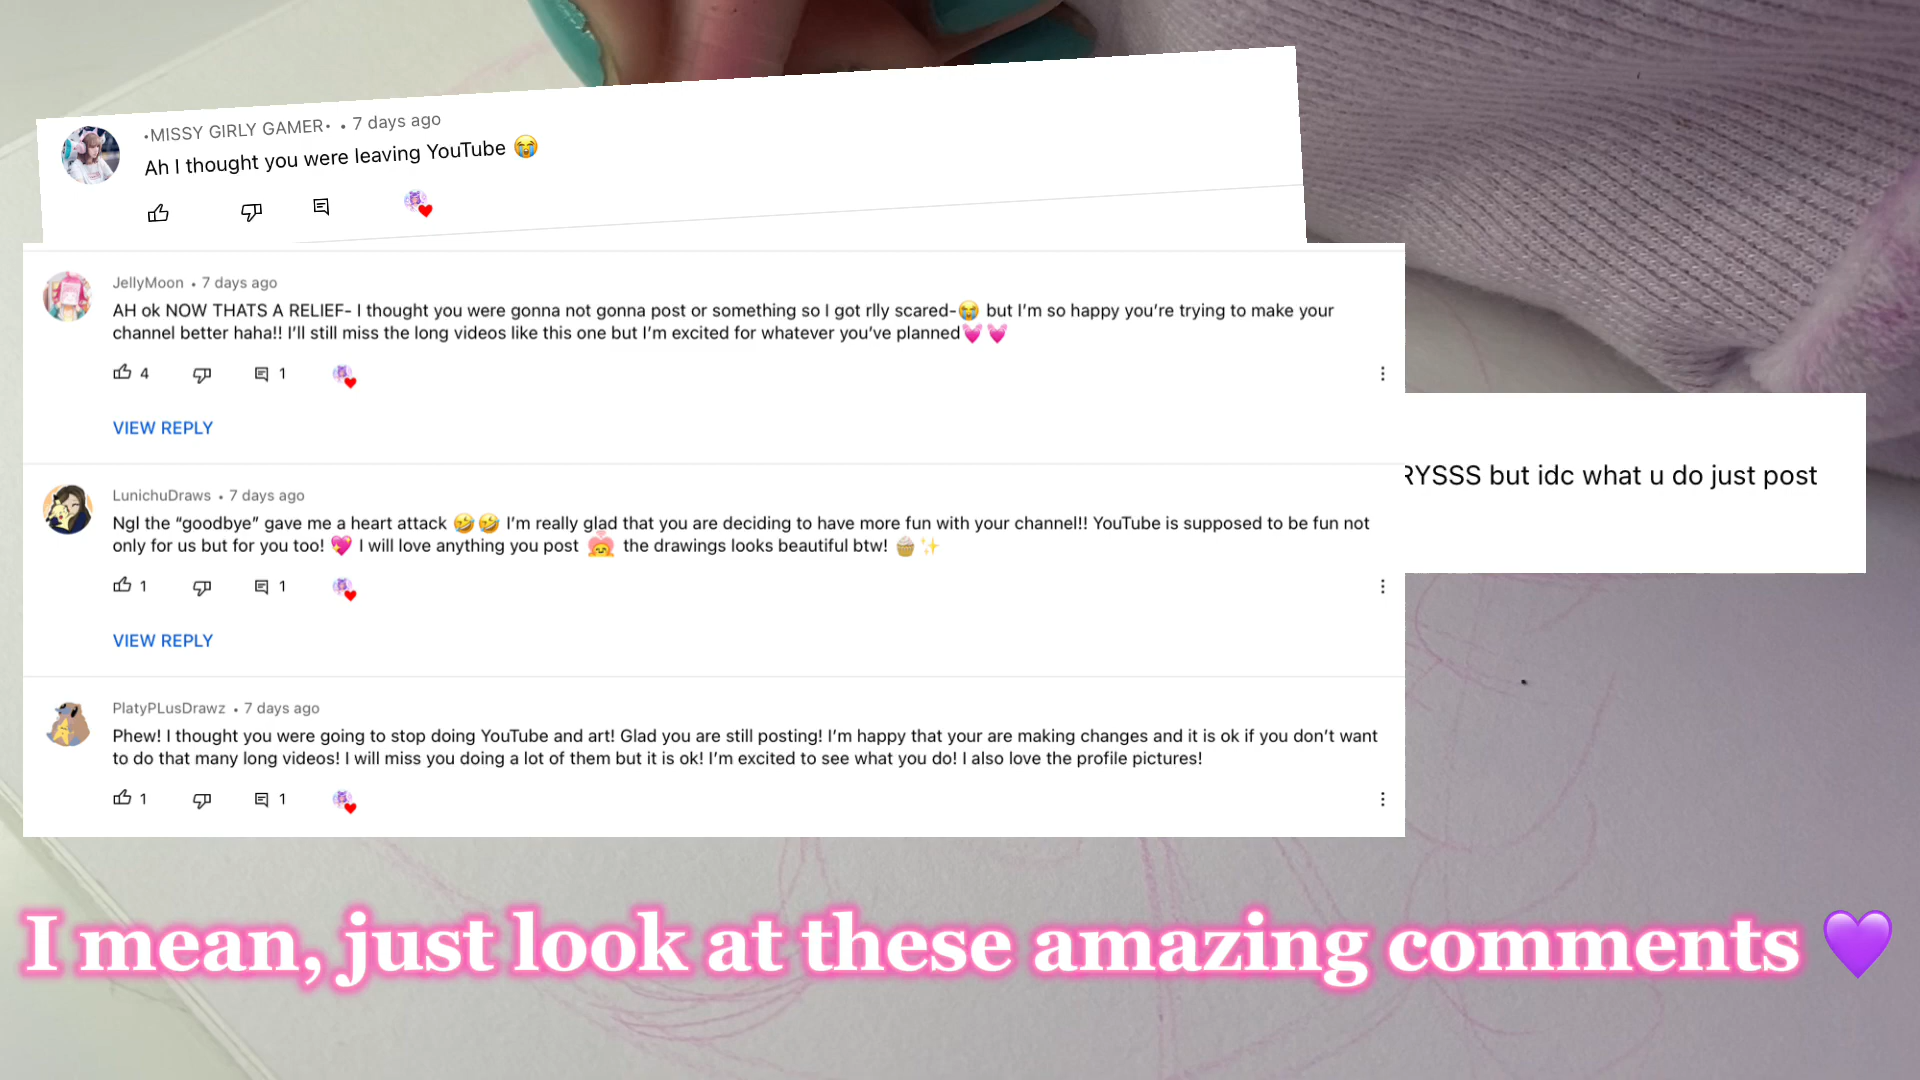 •MISSY GIRLY GAMER• • 7 days ago
Ah I thought you were leaving YouTube 😭
JellyMoon • 7 days ago
AH ok NOW THATS A RELIEF- I thought you were gonna not gonna post or something so I got rlly scared-😭 but I'm so happy you're trying to make your
channel better haha!! I'll still miss the long videos like this one but I'm excited for whatever you've planned💓💓
4 1
VIEW REPLY
RYSSS but idc what u do just post
LunichuDraws • 7 days ago
Ngl the “goodbye” gave me a heart attack 🤣🤣 I'm really glad that you are deciding to have more fun with your channel!! YouTube is supposed to be fun not
only for us but for you too! 💖 I will love anything you post 🥰 the drawings looks beautiful btw! 🧁✨
1 1
VIEW REPLY
PlatyPLusDrawz • 7 days ago
Phew! I thought you were going to stop doing YouTube and art! Glad you are still posting! I'm happy that your are making changes and it is ok if you don't want
to do that many long videos! I will miss you doing a lot of them but it is ok! I'm excited to see what you do! I also love the profile pictures!
1 1
I mean, just look at these amazing comments 💜